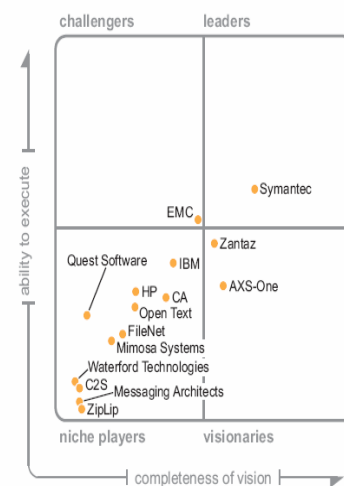 challengers
leaders
Symantec
EMC
Zantaz
Quest Software
IBM
AXS-One
HP
CA
Open Text
FileNet
Mimosa Systems
Waterford Technologies
C2S
Messaging Architects
ZipLip
niche players
visionaries
ability to execute
completeness of vision